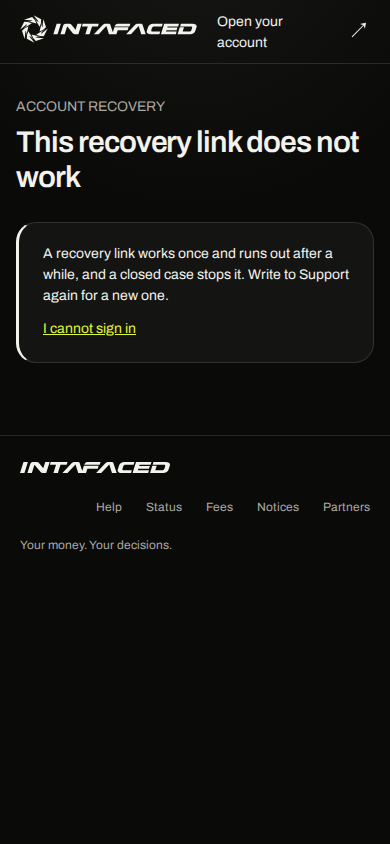 INTAFACED
Open your
account
ACCOUNT RECOVERY
This recovery link does not
work
A recovery link works once and runs out after a
while, and a closed case stops it. Write to Support
again for a new one.
I cannot sign in
INTAFACED
Help Status Fees Notices Partners
Your money. Your decisions.